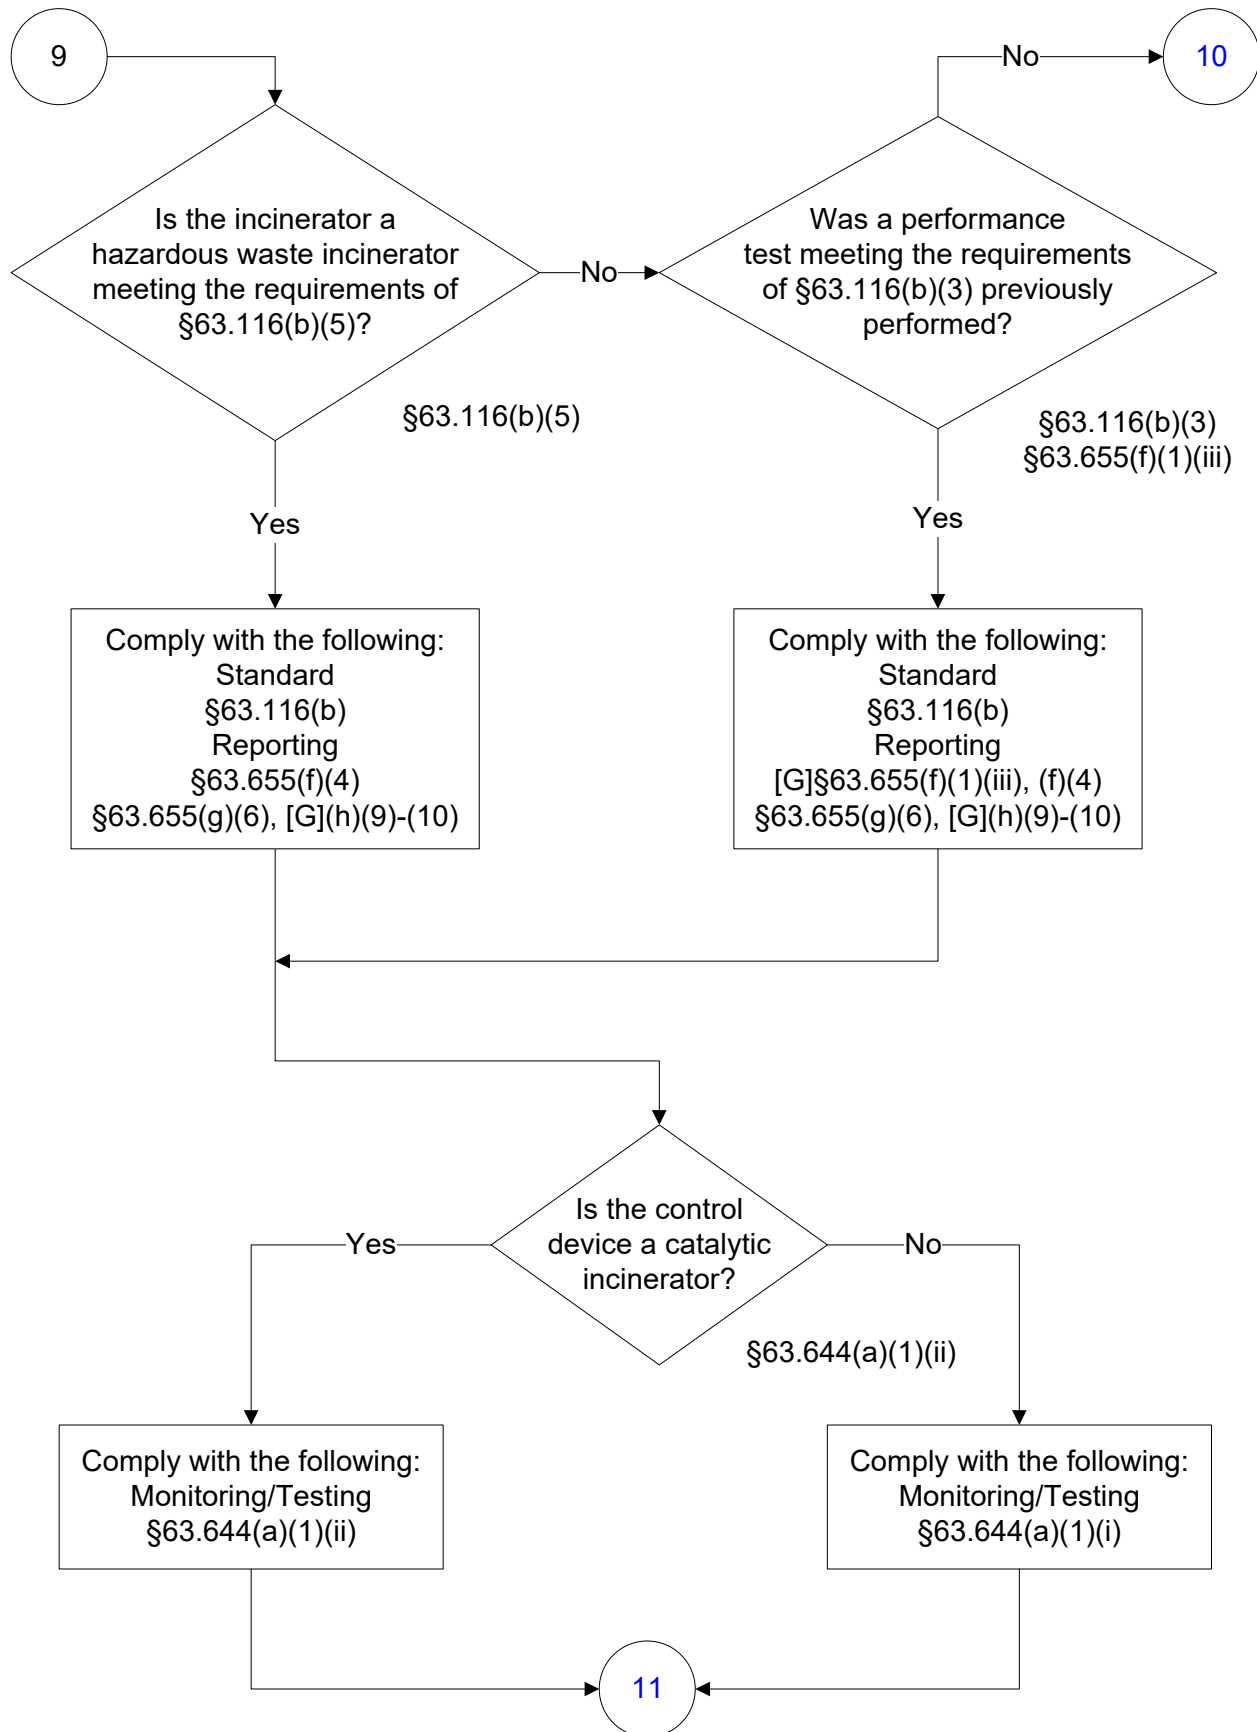 9
No
10
Is the incinerator a
hazardous waste incinerator
meeting the requirements of
§63.116(b)(5)?
No
Was a performance
test meeting the requirements
of §63.116(b)(3) previously
performed?
§63.116(b)(5)
§63.116(b)(3)
§63.655(f)(1)(iii)
Yes
Yes
Comply with the following:
Standard
§63.116(b)
Reporting
§63.655(f)(4)
§63.655(g)(6), [G](h)(9)-(10)
Comply with the following:
Standard
§63.116(b)
Reporting
[G]§63.655(f)(1)(iii), (f)(4)
§63.655(g)(6), [G](h)(9)-(10)
Is the control
device a catalytic
incinerator?
Yes
No
§63.644(a)(1)(ii)
Comply with the following:
Monitoring/Testing
§63.644(a)(1)(ii)
Comply with the following:
Monitoring/Testing
§63.644(a)(1)(i)
11